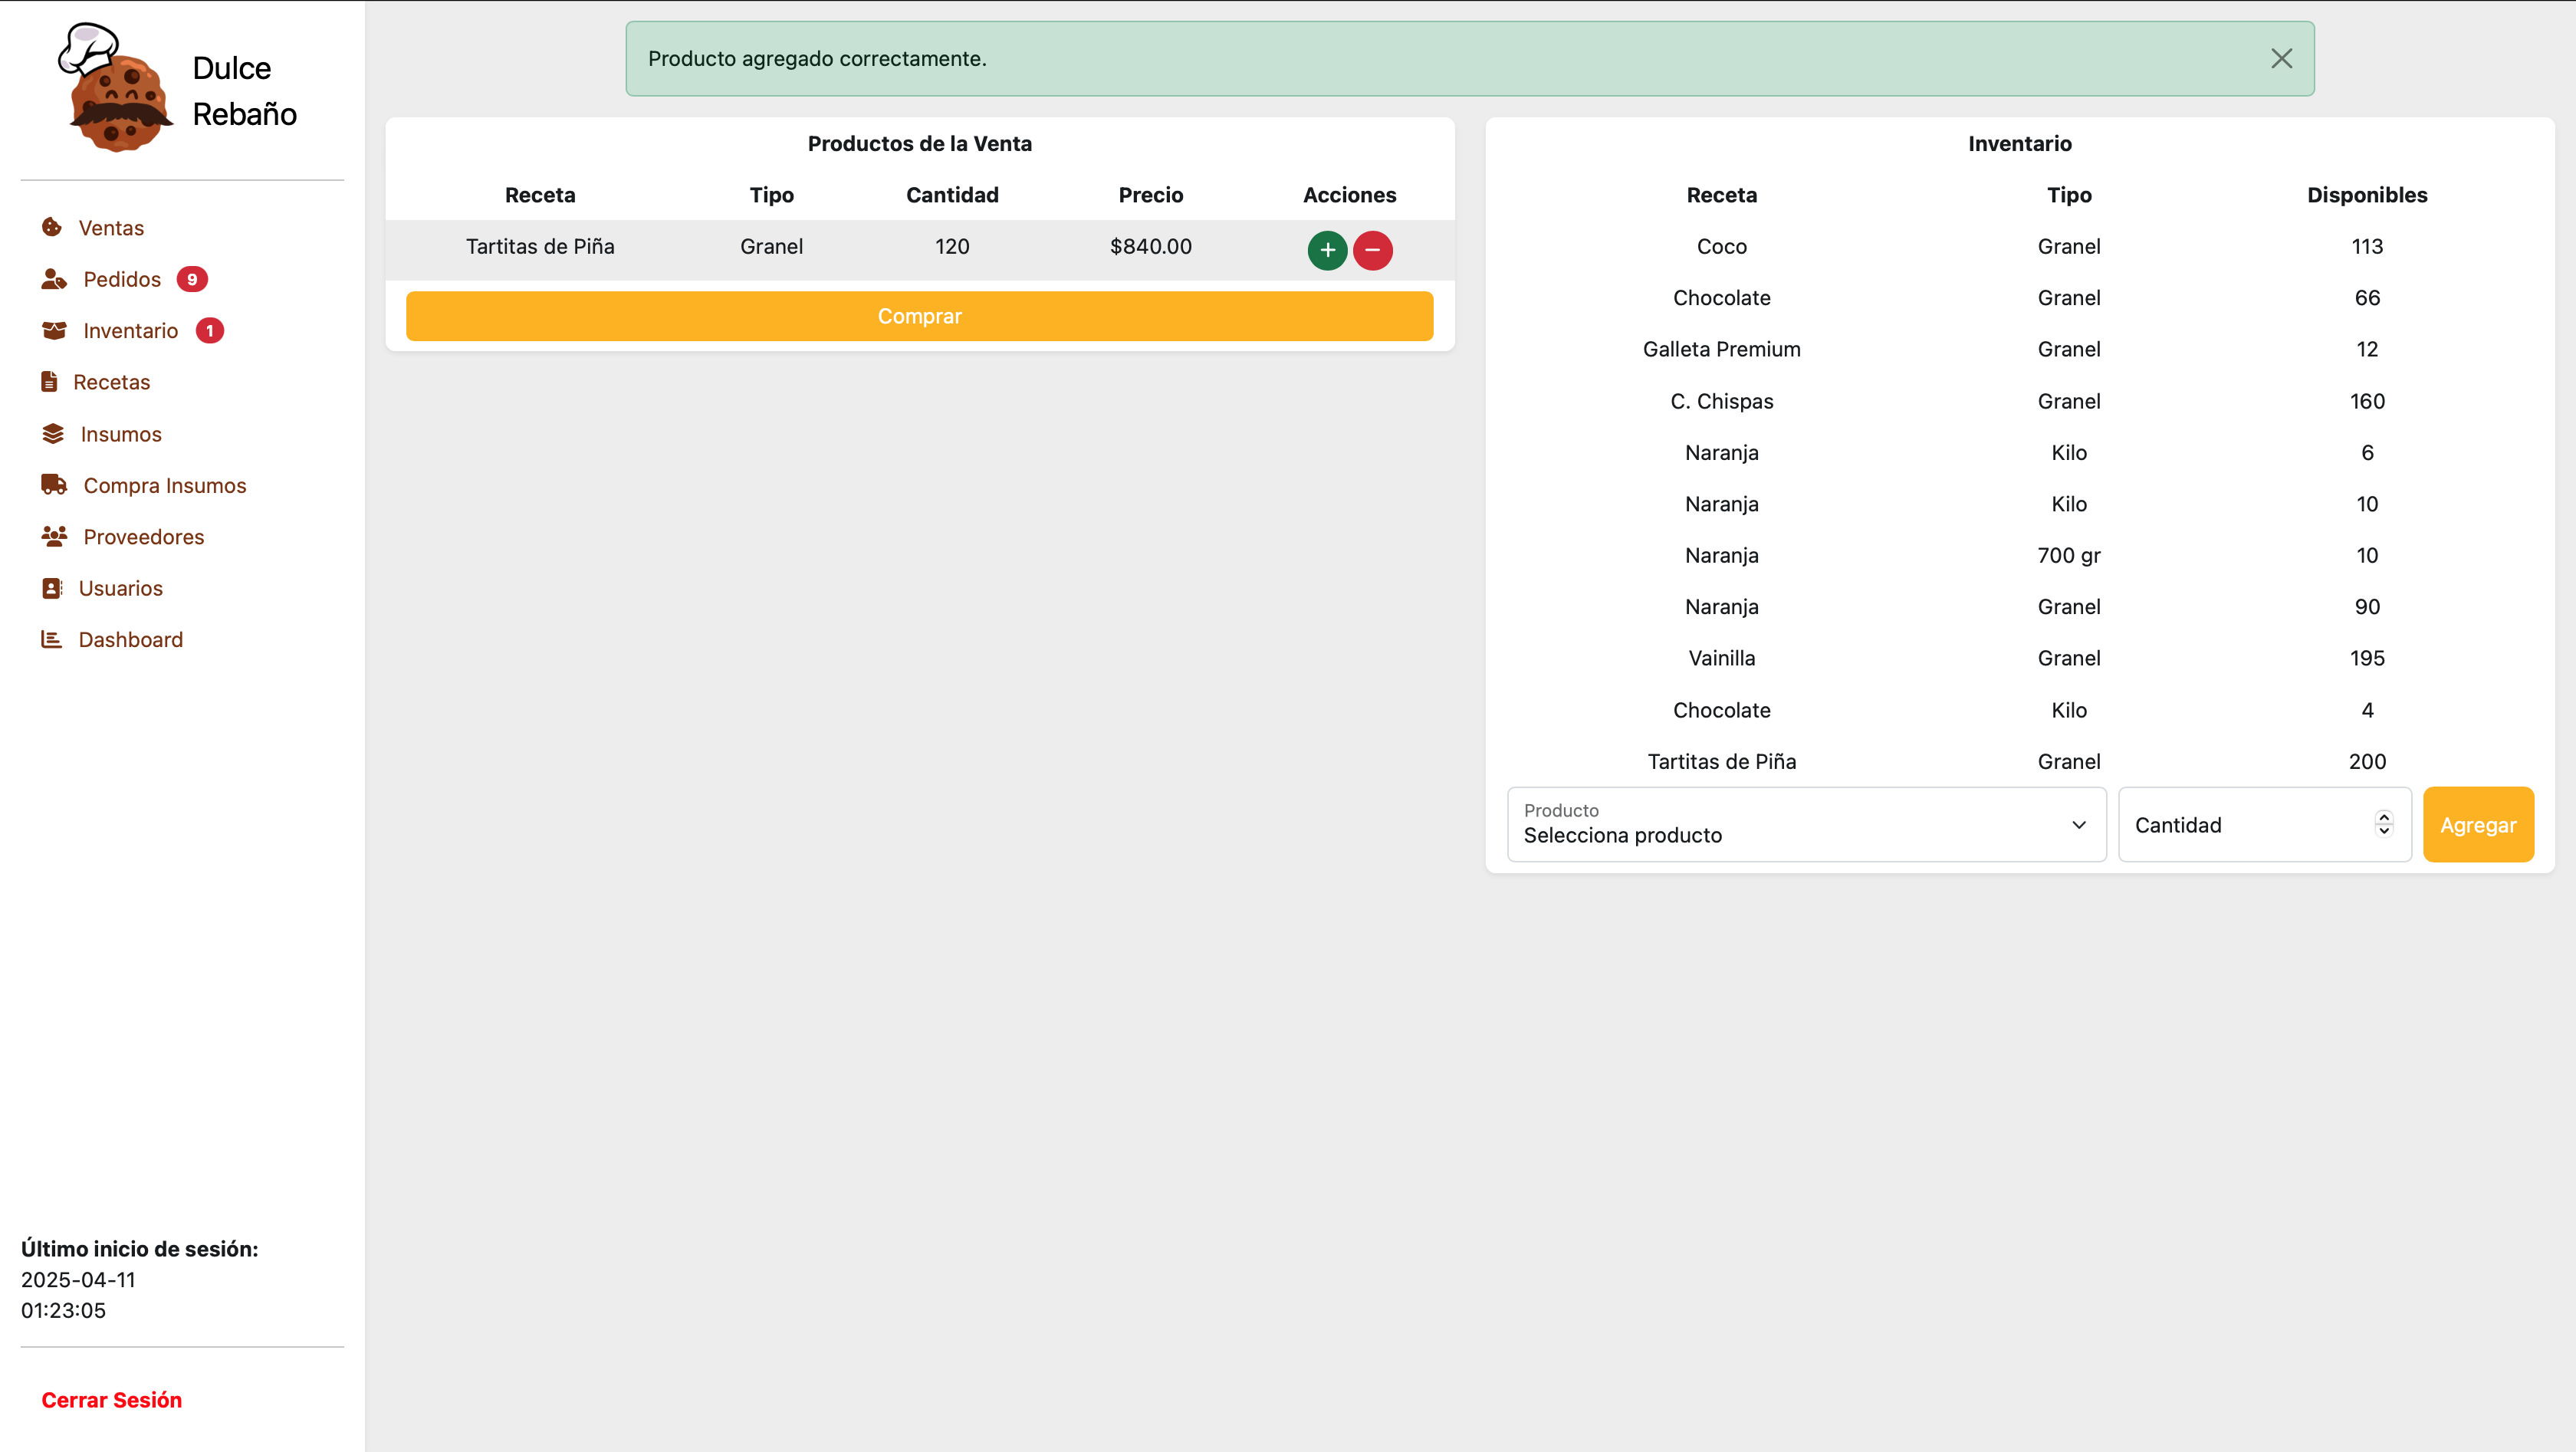 Dulce
Rebaño
Ventas
Pedidos 9
Inventario 1
Recetas
Insumos
Compra Insumos
Proveedores
Usuarios
Dashboard
Último inicio de sesión:
2025-04-11
01:23:05
Cerrar Sesión
Producto agregado correctamente.
Productos de la Venta
Receta Tipo Cantidad Precio Acciones
Tartitas de Piña Granel 120 $840.00
Comprar
Inventario
Receta Tipo Disponibles
Coco Granel 113
Chocolate Granel 66
Galleta Premium Granel 12
C. Chispas Granel 160
Naranja Kilo 6
Naranja Kilo 10
Naranja 700 gr 10
Naranja Granel 90
Vainilla Granel 195
Chocolate Kilo 4
Tartitas de Piña Granel 200
Producto
Selecciona producto
Cantidad
Agregar